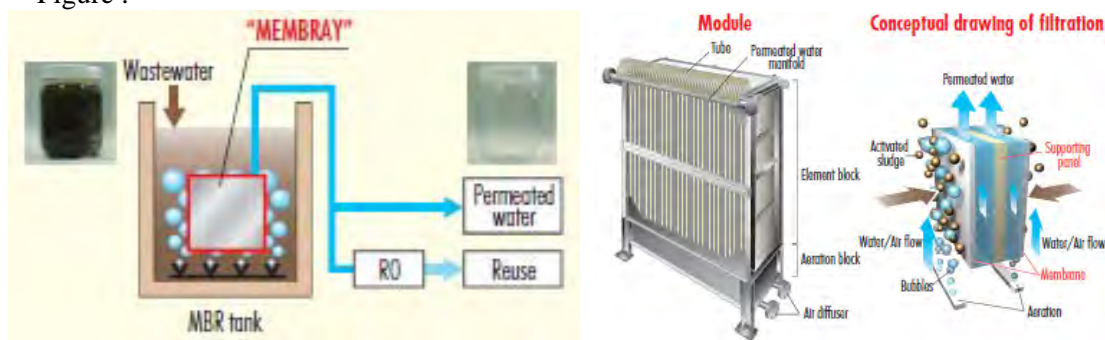 Figure .
"MEMBRAY"
Wastewater
Permeated
water
RO
Reuse
MBR tank
Module
Tube
Permeated water
manifold
Element block
Aeration block
Air diffuser
Conceptual drawing of filtration
Permeated water
Activated
sludge
Supporting
panel
Water/Air flow
Water/Air flow
Membrane
Bubbles
Aeration